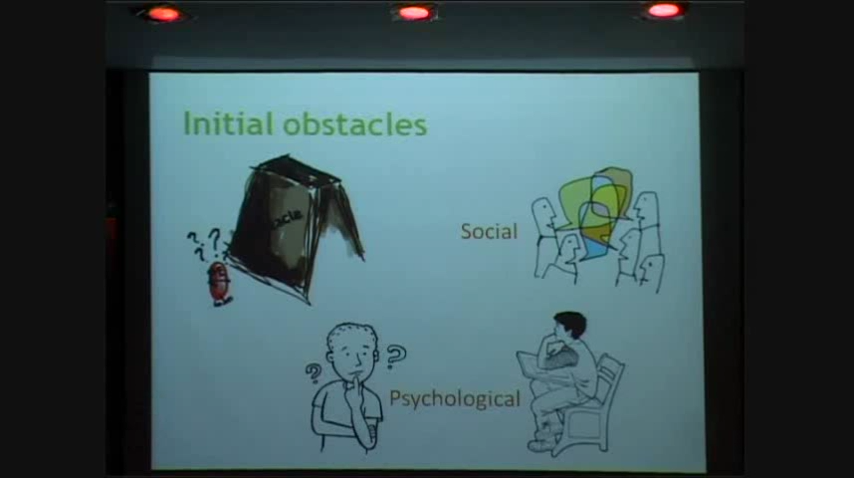 Initial obstacles
? ? ? ?
Social
? ?
Psychological